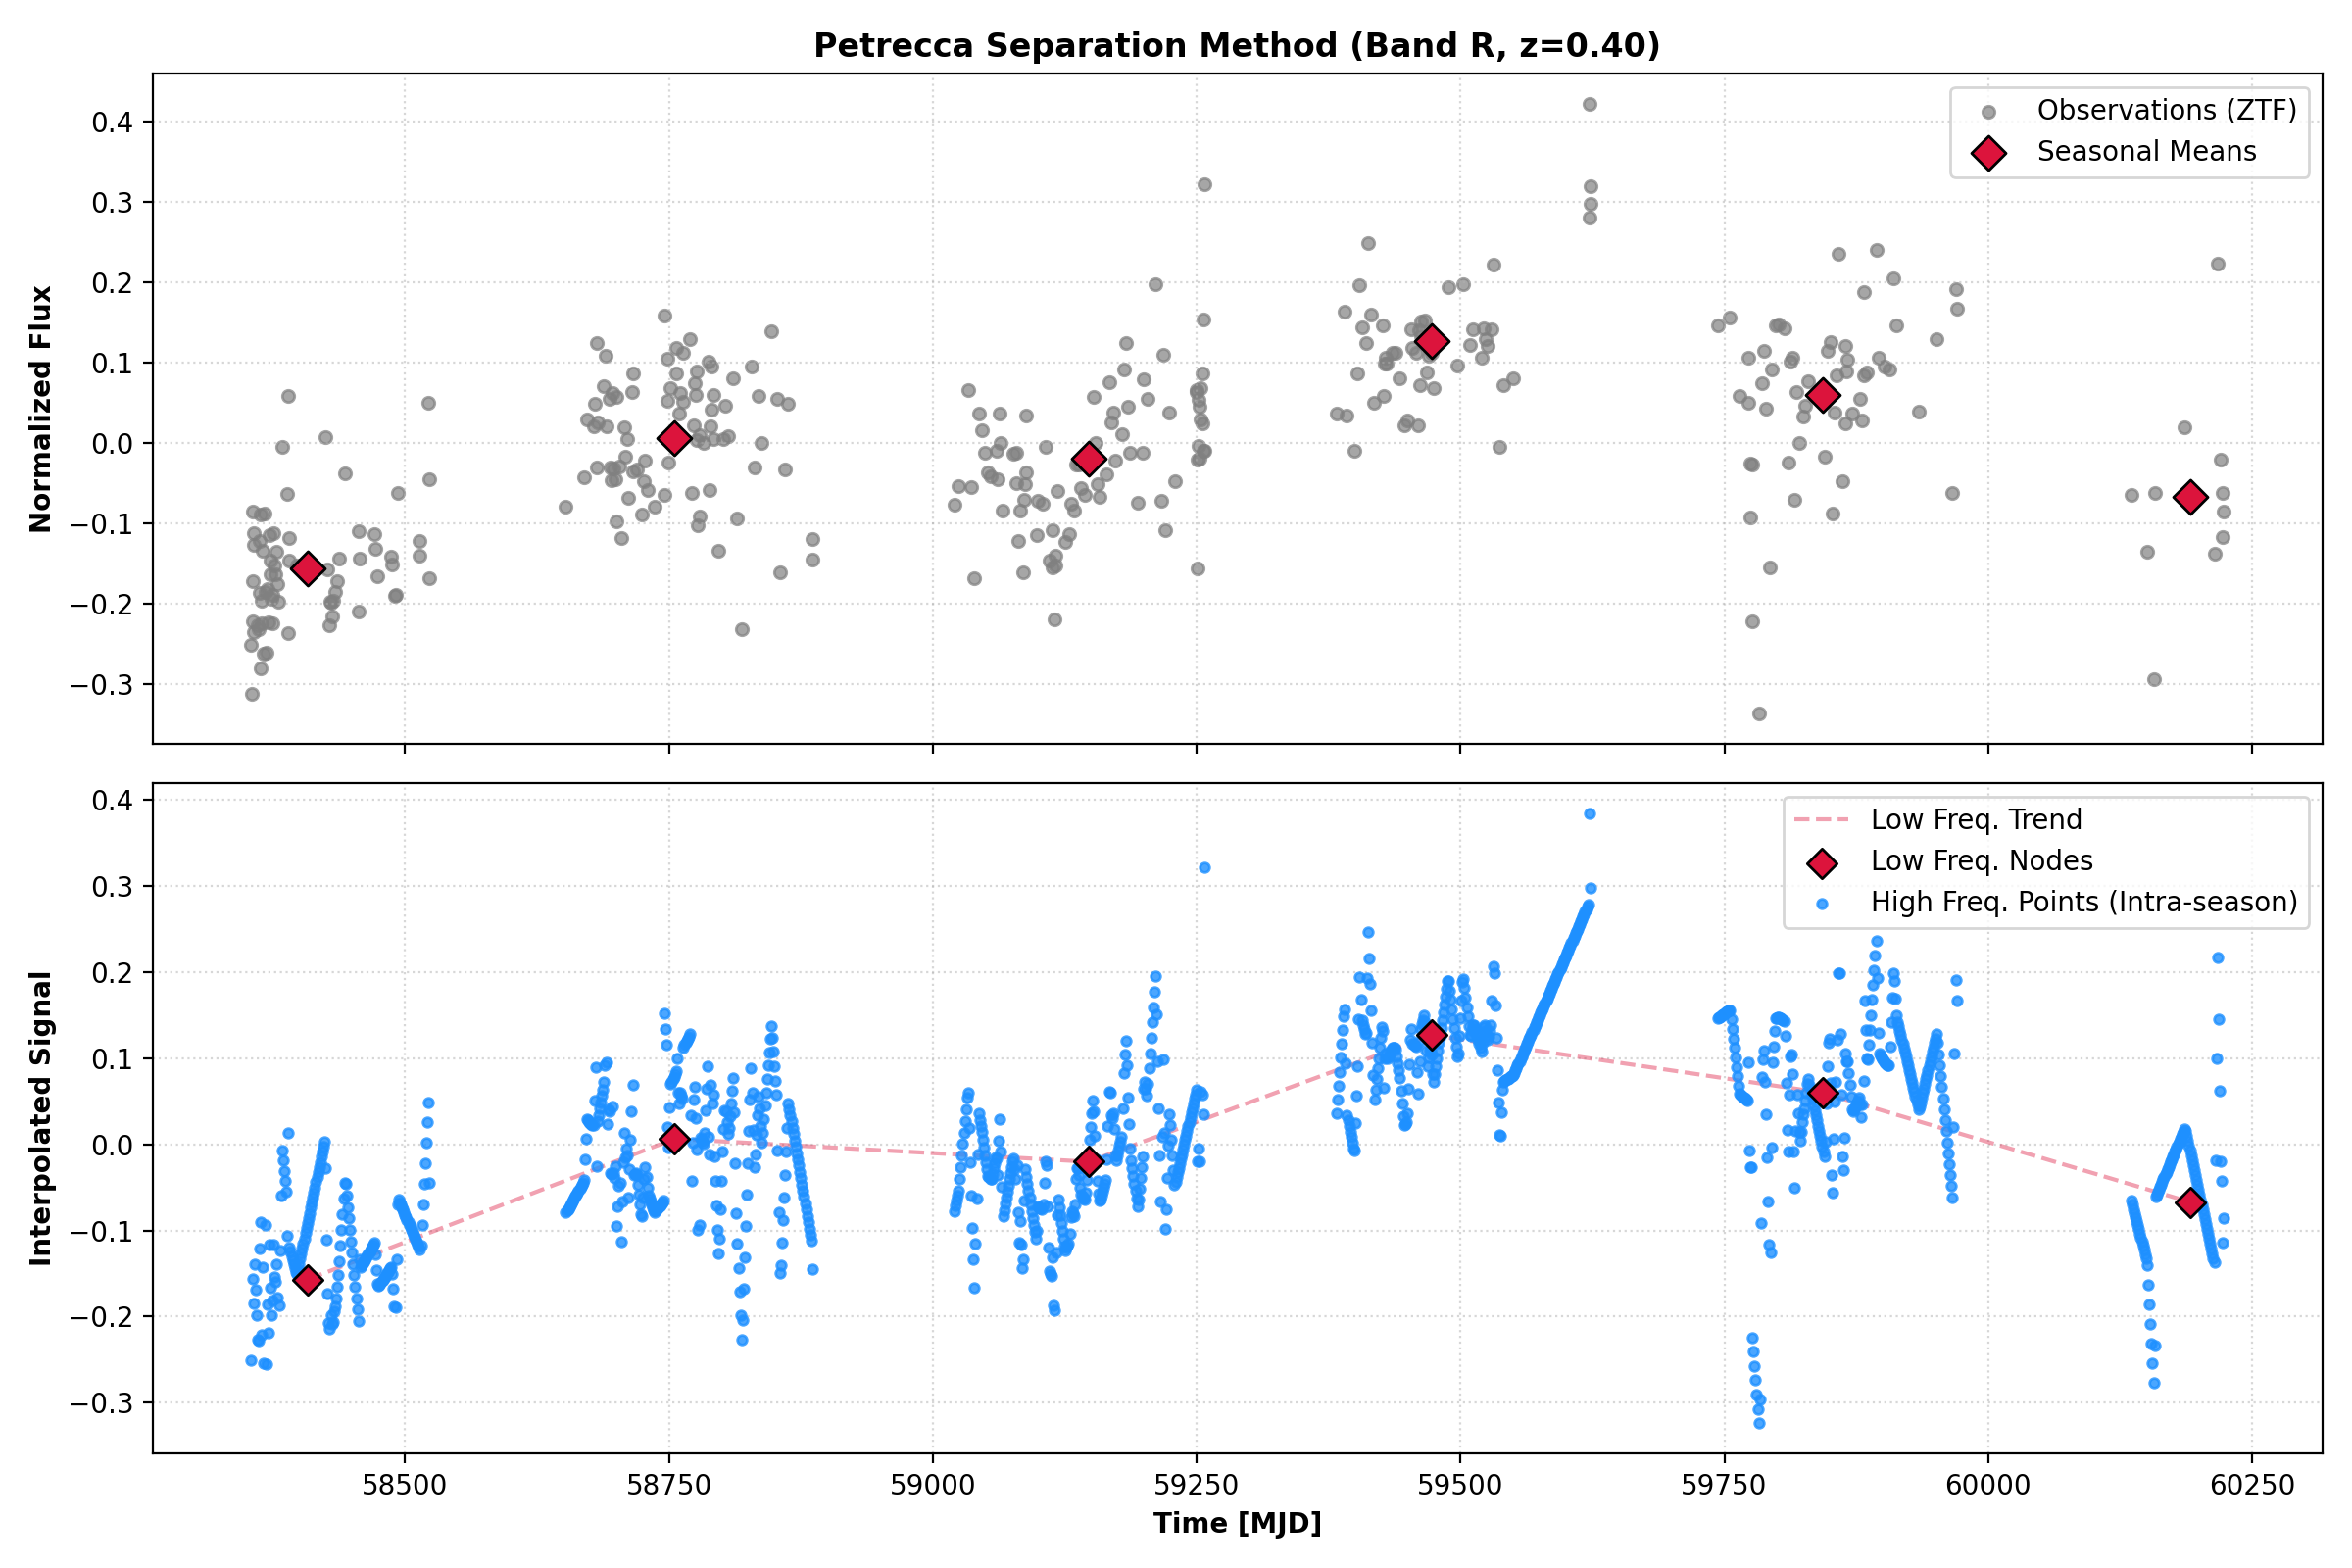 Petrecca Separation Method (Band R, z=0.40)
Observations (ZTF)
Seasonal Means
Normalized Flux
0.4
0.3
0.2
0.1
0.0
−0.1
−0.2
−0.3
Low Freq. Trend
Low Freq. Nodes
High Freq. Points (Intra-season)
Interpolated Signal
0.4
0.3
0.2
0.1
0.0
−0.1
−0.2
−0.3
58500 58750 59000 59250 59500 59750 60000 60250
Time [MJD]